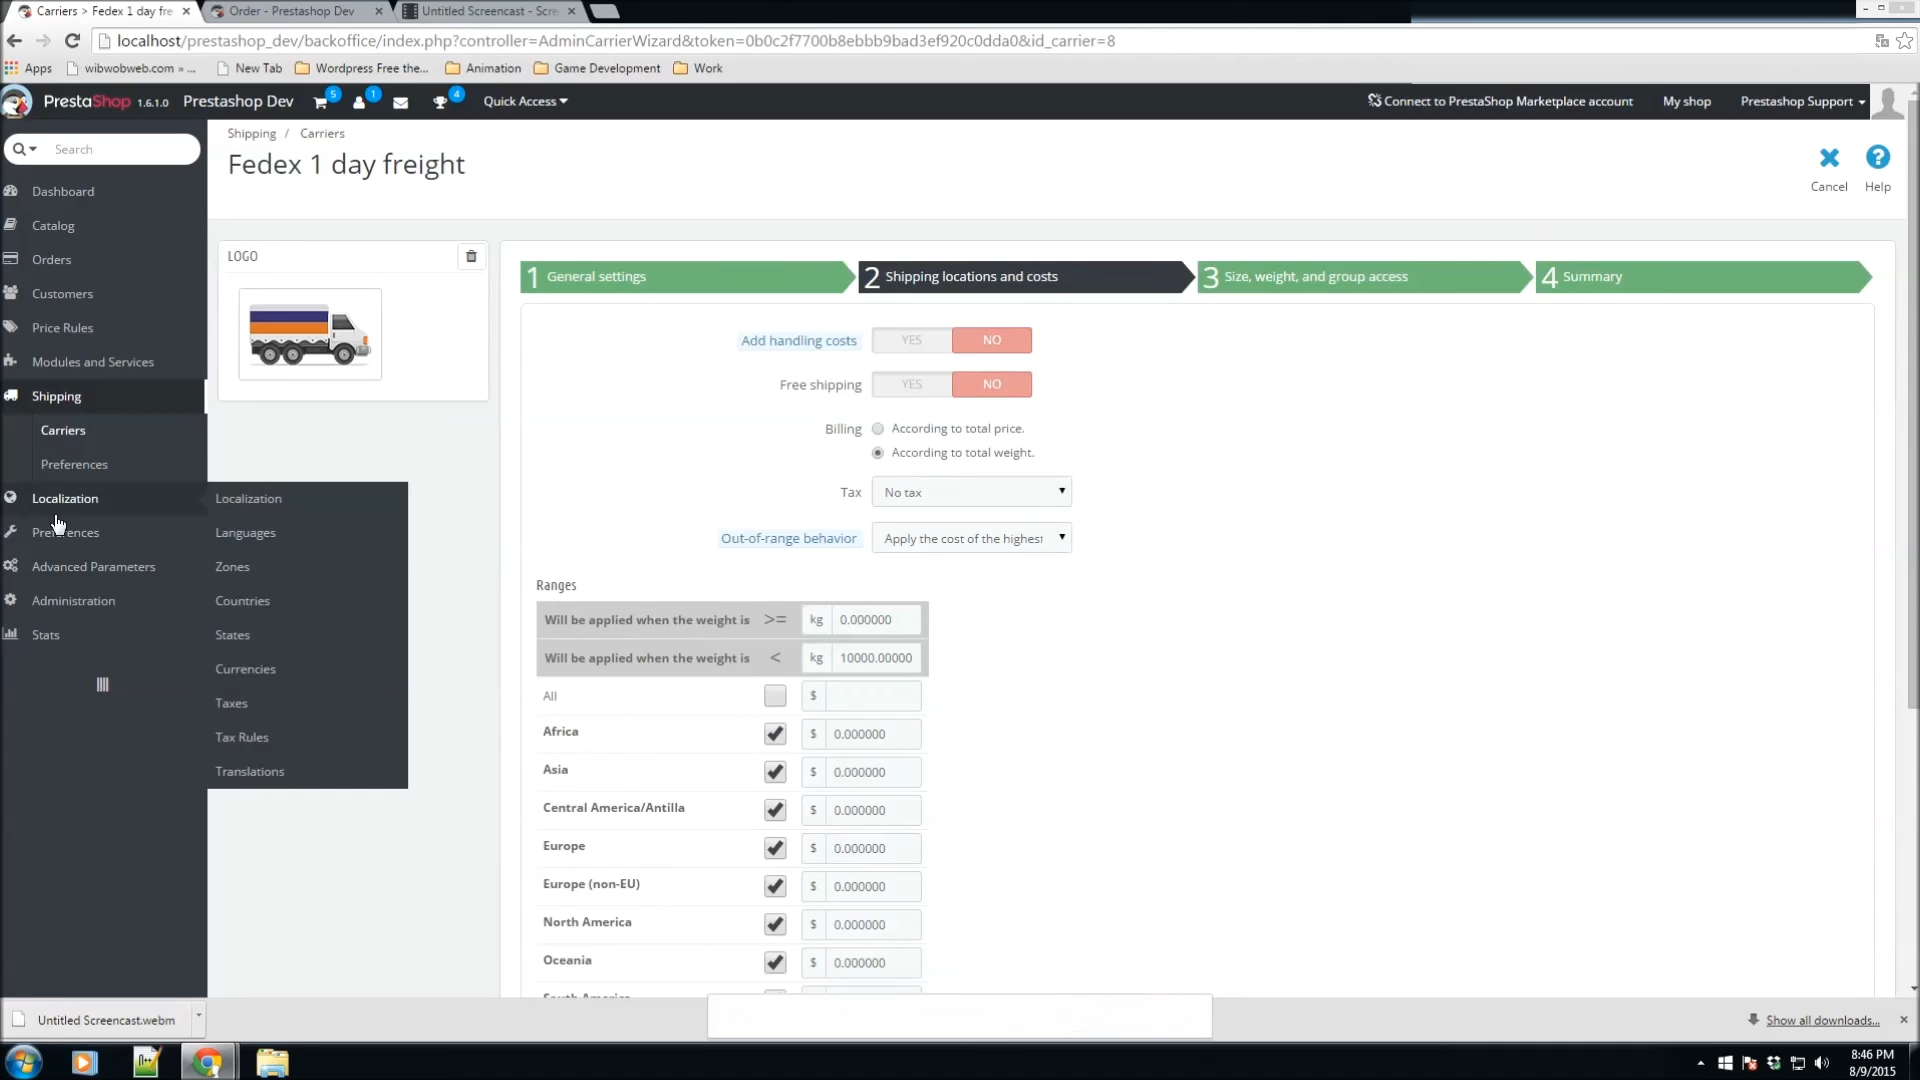 Carriers > Fedex 1 day fre
Order - Prestashop Dev
Untitled Screencast - Scre
localhost/prestashop_dev/backoffice/index.php?controller=AdminCarrierWizard&token=0b0c2f7700b8ebbb9bad3ef920c0dda0&id_carrier=8
Apps
wibwobweb.com » ...
New Tab
Wordpress Free the...
Animation
Game Development
Work
PrestaShop 1.6.1.0
Prestashop Dev
5
1
4
Quick Access
Connect to PrestaShop Marketplace account
My shop
Prestashop Support
Search
Dashboard
Catalog
Orders
Customers
Price Rules
Modules and Services
Shipping
Carriers
Preferences
Localization
Preferences
Advanced Parameters
Administration
Stats
Localization
Languages
Zones
Countries
States
Currencies
Taxes
Tax Rules
Translations
Shipping / Carriers
Fedex 1 day freight
Cancel
Help
LOGO
1 General settings
2 Shipping locations and costs
3 Size, weight, and group access
4 Summary
Add handling costs YES NO
Free shipping YES NO
Billing According to total price.
According to total weight.
Tax No tax
Out-of-range behavior Apply the cost of the highest
Ranges
Will be applied when the weight is >= kg 0.000000
Will be applied when the weight is < kg 10000.00000
All $
Africa $ 0.000000
Asia $ 0.000000
Central America/Antilla $ 0.000000
Europe $ 0.000000
Europe (non-EU) $ 0.000000
North America $ 0.000000
Oceania $ 0.000000
South America
Untitled Screencast.webm
Show all downloads...
8:46 PM
8/9/2015